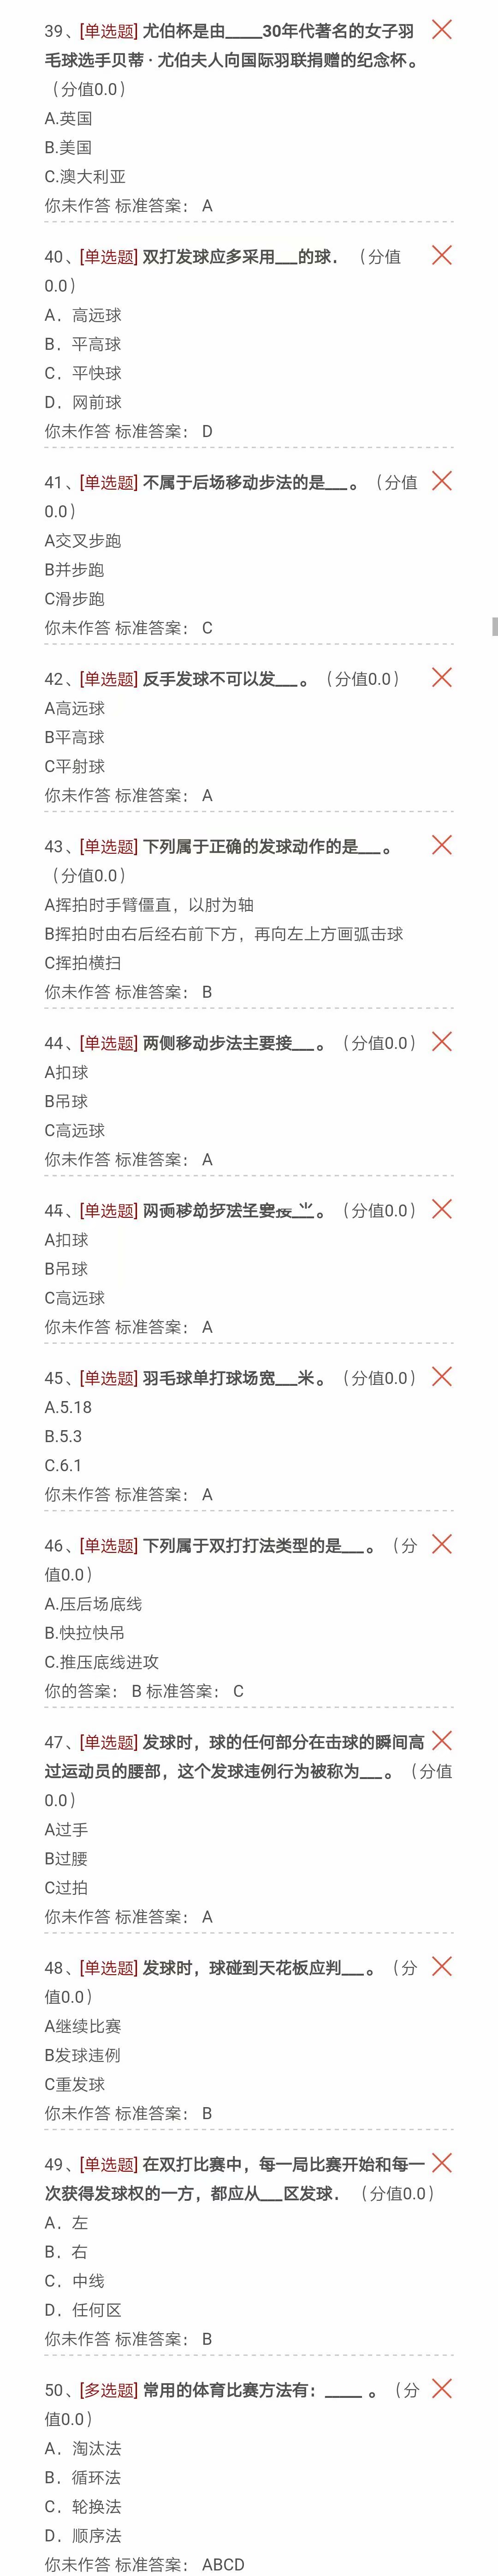 39、[单选题] 尤伯杯是由____30年代著名的女子羽
毛球选手贝蒂·尤伯夫人向国际羽联捐赠的纪念杯。
（分值0.0）
A.英国
B.美国
C.澳大利亚
你未作答 标准答案： A
40、[单选题] 双打发球应多采用___的球． （分值
0.0）
A．高远球
B．平高球
C．平快球
D．网前球
你未作答 标准答案： D
41、[单选题] 不属于后场移动步法的是___。（分值
0.0）
A交叉步跑
B并步跑
C滑步跑
你未作答 标准答案： C
42、[单选题] 反手发球不可以发___。（分值0.0）
A高远球
B平高球
C平射球
你未作答 标准答案： A
43、[单选题] 下列属于正确的发球动作的是___。
（分值0.0）
A挥拍时手臂僵直，以肘为轴
B挥拍时由右后经右前下方，再向左上方画弧击球
C挥拍横扫
你未作答 标准答案： B
44、[单选题] 两侧移动步法主要接___。（分值0.0）
A扣球
B吊球
C高远球
你未作答 标准答案： A
[单选题] ___。（分值0.0）
A扣球
B吊球
C高远球
你未作答 标准答案： A
45、[单选题] 羽毛球单打球场宽___米。（分值0.0）
A.5.18
B.5.3
C.6.1
你未作答 标准答案： A
46、[单选题] 下列属于双打打法类型的是___。（分
值0.0）
A.压后场底线
B.快拉快吊
C.推压底线进攻
你的答案： B 标准答案： C
47、[单选题] 发球时，球的任何部分在击球的瞬间高
过运动员的腰部，这个发球违例行为被称为___。（分值
0.0）
A过手
B过腰
C过拍
你未作答 标准答案： A
48、[单选题] 发球时，球碰到天花板应判___。（分
值0.0）
A继续比赛
B发球违例
C重发球
你未作答 标准答案： B
49、[单选题] 在双打比赛中，每一局比赛开始和每一
次获得发球权的一方，都应从___区发球． （分值0.0）
A．左
B．右
C．中线
D．任何区
你未作答 标准答案： B
50、[多选题] 常用的体育比赛方法有：_____ 。（分
值0.0）
A．淘汰法
B．循环法
C．轮换法
D．顺序法
你未作答 标准答案： ABCD